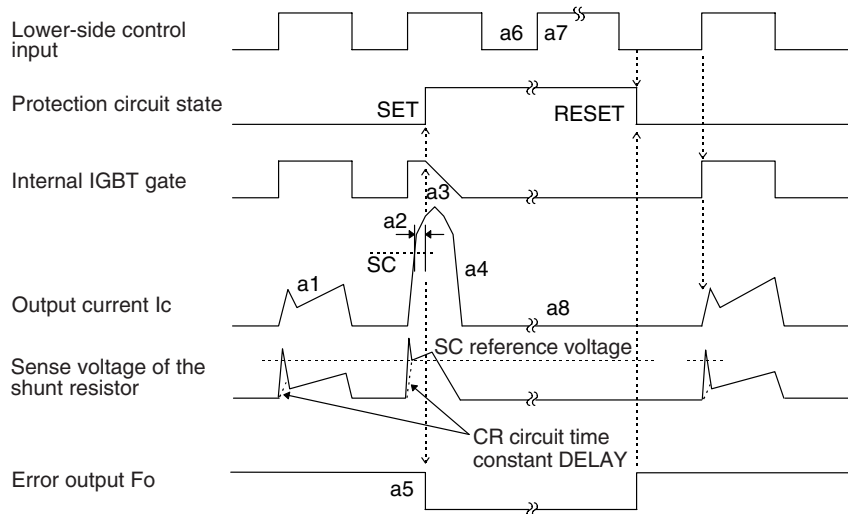 Lower-side control
input
a6
a7
Protection circuit state
SET
RESET
Internal IGBT gate
a3
a2
SC
a4
a1
Output current Ic
a8
SC reference voltage
Sense voltage of the
shunt resistor
CR circuit time
constant DELAY
Error output Fo
a5